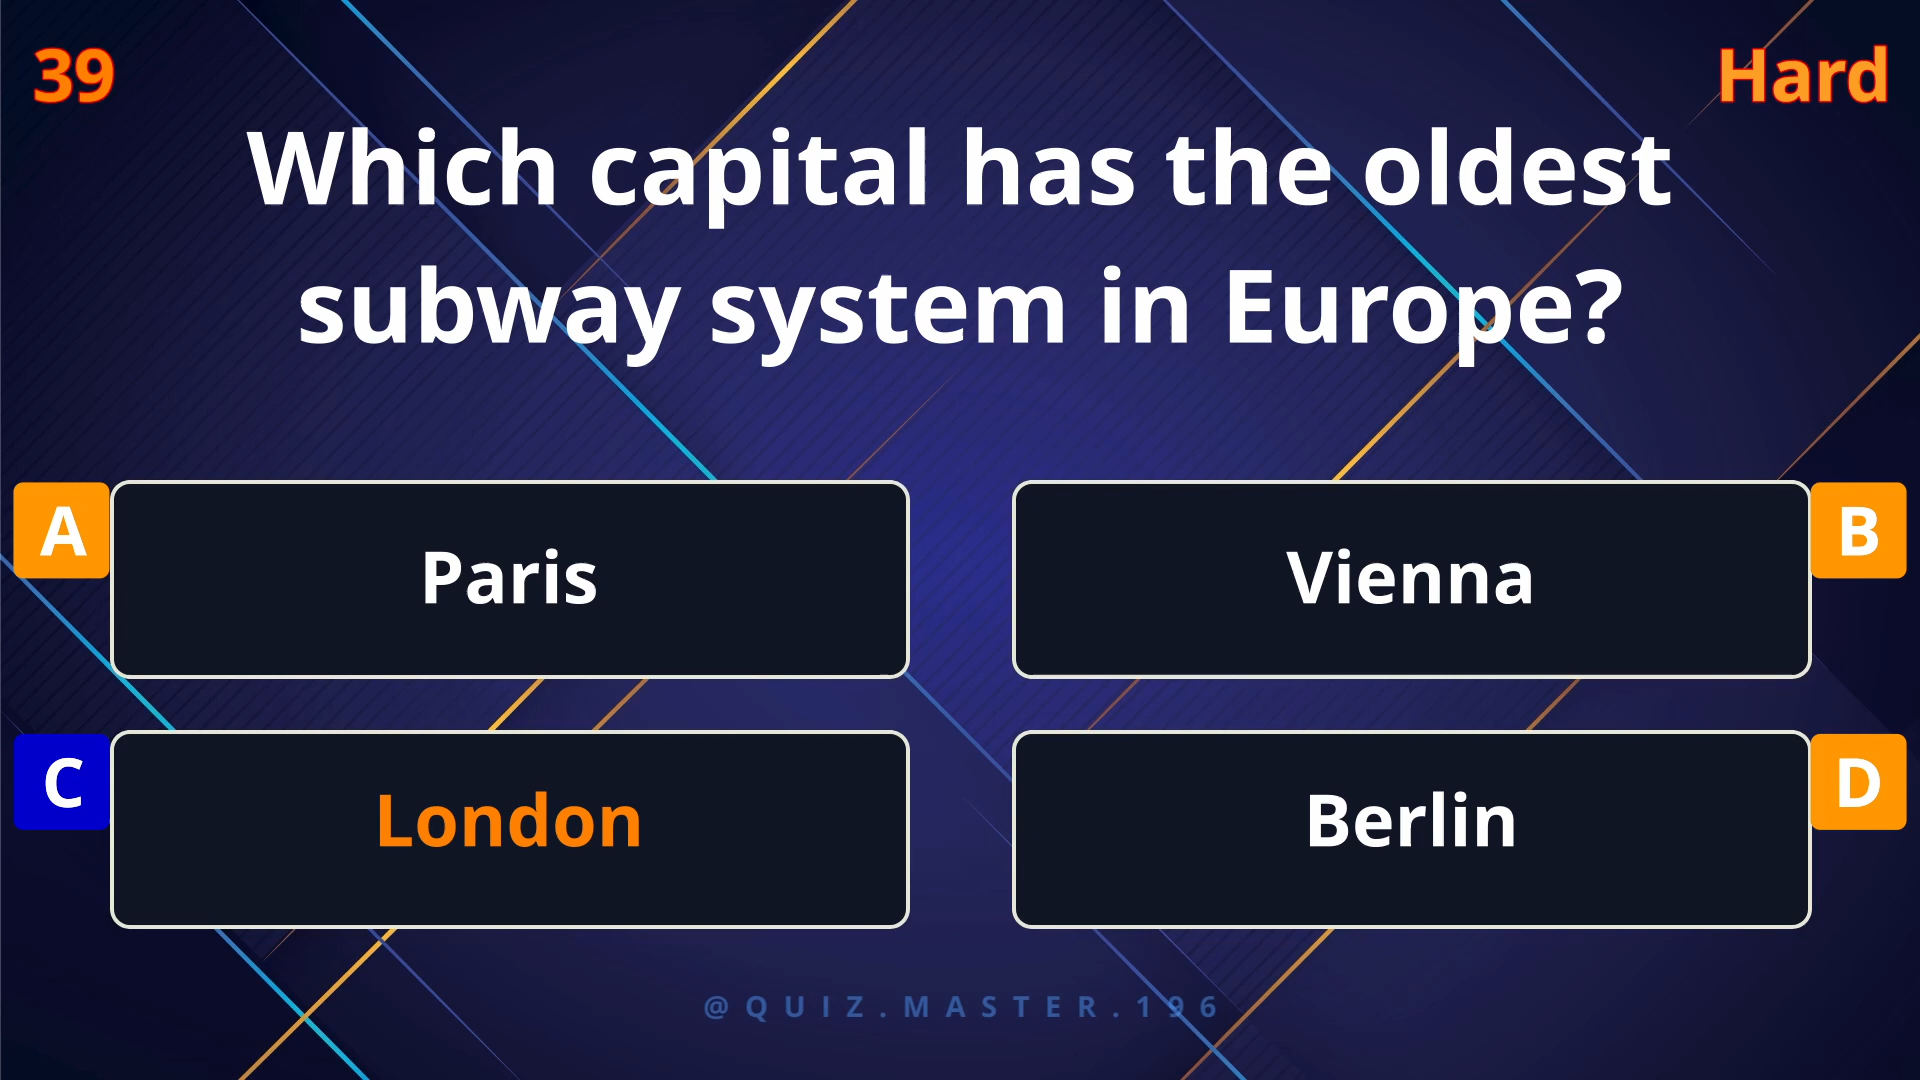 39
Hard
Which capital has the oldest
subway system in Europe?
A
Paris
Vienna
B
C
London
Berlin
D
@QUIZ.MASTER.196